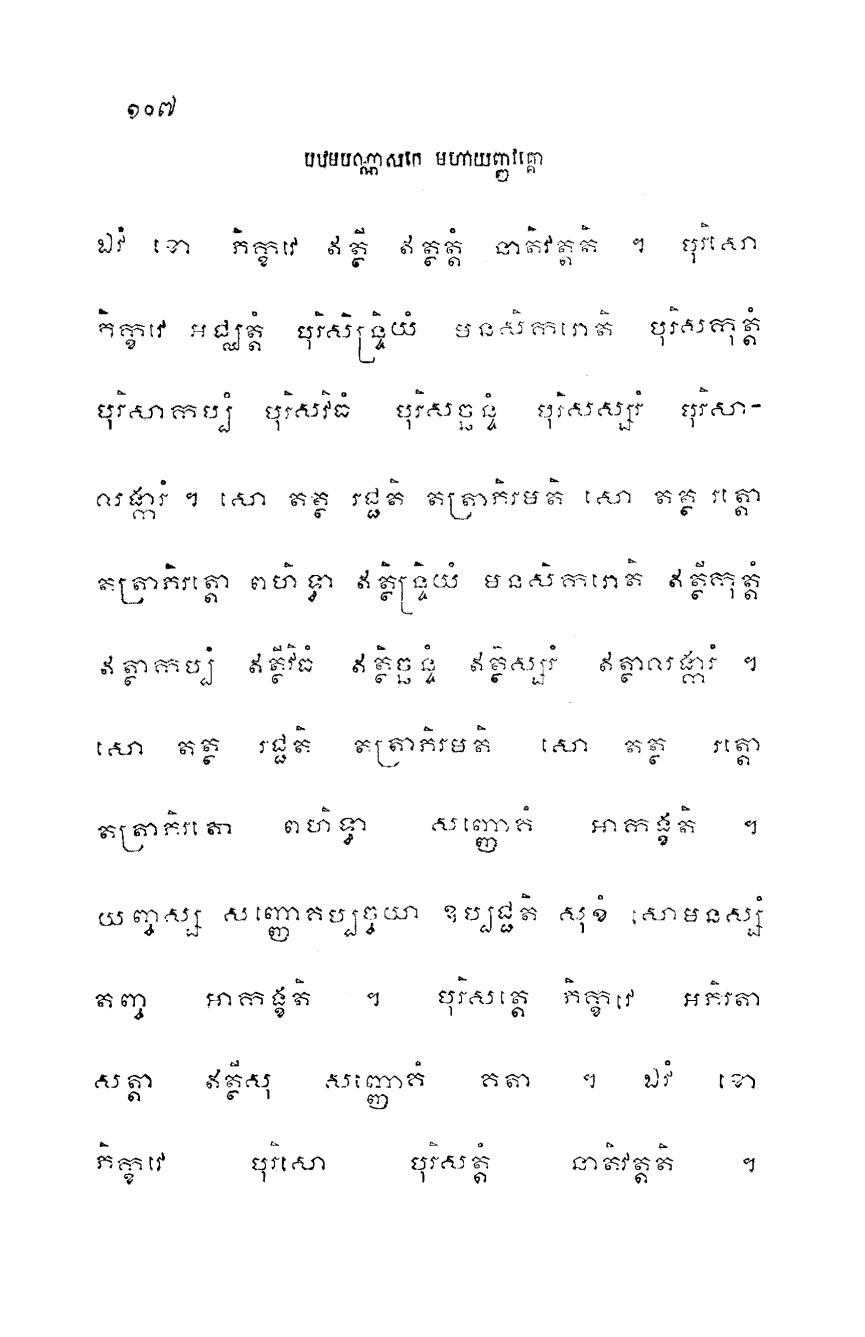 ១០៧
បឋមបណ្ណាសកេ មហាយញ្ញវគ្គោ
ឯវំ ខោ ភិក្ខវេ ឥត្ថី ឥត្ថត្តំ នាតិវត្តតិ ។ បុរិសោ
ភិក្ខវេ អជ្ឈត្តំ បុរិសិន្ទ្រិយំ មនសិករោតិ បុរិសកុត្តំ
បុរិសាកប្បំ បុរិសវិធំ បុរិសច្ឆន្ទំ បុរិសស្សរំ បុរិសា-
លង្ការំ ។ សោ តត្ថ រជ្ជតិ តត្រាភិរមតិ សោ តត្ថ រត្តោ
តត្រាភិរត្តោ ពហិទ្ធា ឥត្ថិន្ទ្រិយំ មនសិករោតិ ឥត្ថីកុត្តំ
ឥត្ថាកប្បំ ឥត្ថីវិធំ ឥត្ថិច្ឆន្ទំ ឥត្ថិស្សរំ ឥត្ថាលង្ការំ ។
សោ តត្ថ រជ្ជតិ តត្រាភិរមតិ សោ តត្ថ រត្តោ
តត្រាភិរតោ ពហិទ្ធា សញ្ញោគំ អាកង្ខតិ ។
យញ្ចស្ស សញ្ញោគប្បច្ចយា ឧប្បជ្ជតិ សុខំ សោមនស្សំ
តញ្ច អាកង្ខតិ ។ បុរិសត្តេ ភិក្ខវេ អភិរតា
សត្តា ឥត្ថីសុ សញ្ញោគំ គតា ។ ឯវំ ខោ
ភិក្ខវេ បុរិសោ បុរិសត្តំ នាតិវត្តតិ ។